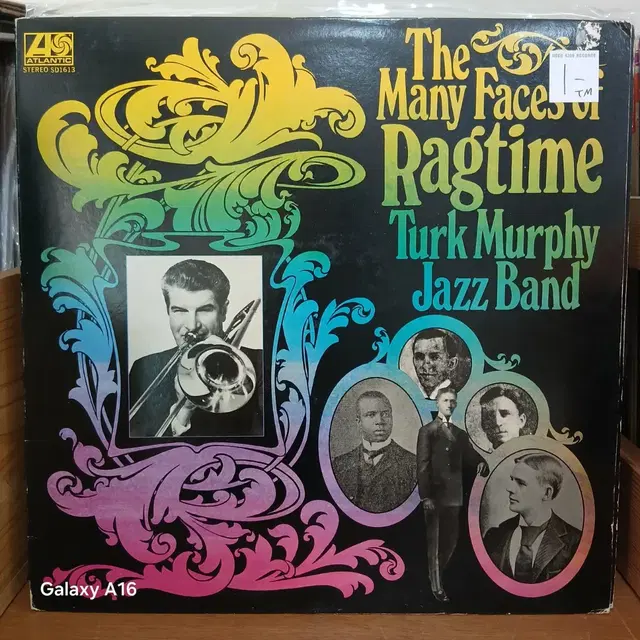 ATLANTIC
STEREO SD1613
The
Many Faces of
Ragtime
Turk Murphy
Jazz Band
1-
TM
Galaxy A16